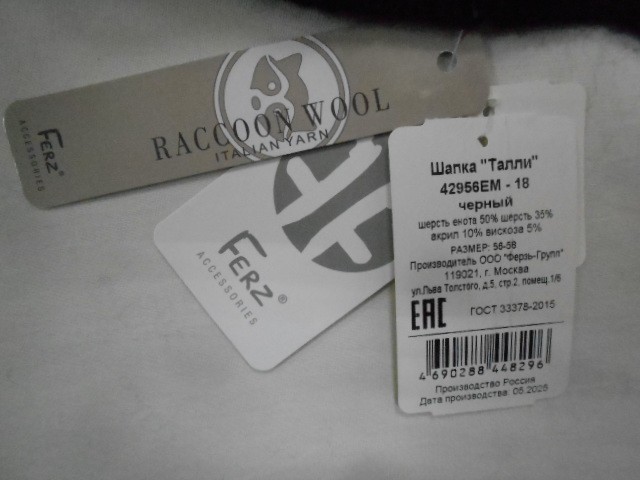 RACCOON WOOL
ITALIAN YARN
FERZ®
ACCESSORIES
FERZ®
ACCESSORIES
Шапка "Талли"
42956ЕМ - 18
черный
шерсть енота 50% шерсть 35%
акрил 10% вискоза 5%
РАЗМЕР: 56-58
Производитель ООО "Ферзь-Групп"
119021, г. Москва
ул.Льва Толстого, д.5, стр.2, помещ.1/6
ЕАС
ГОСТ 33378-2015
4 690288 448296
Производство Россия
Дата производства 05.2025